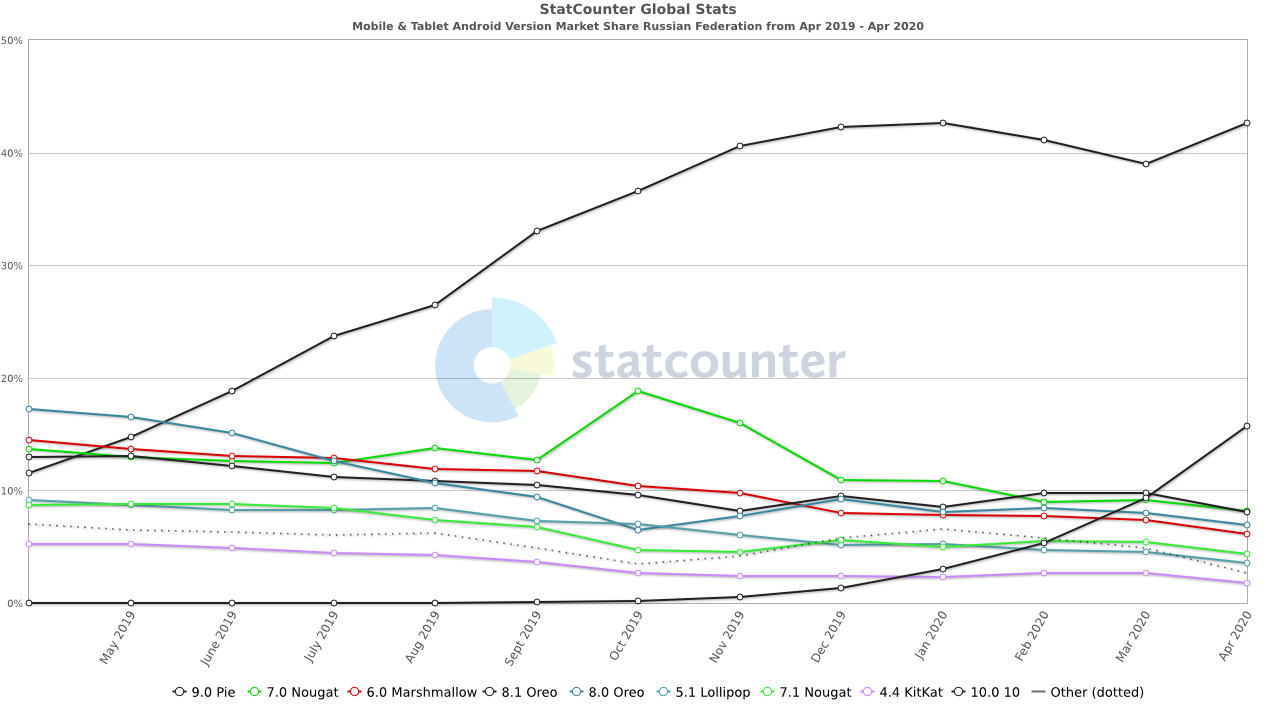 StatCounter Global Stats
Mobile & Tablet Android Version Market Share Russian Federation from Apr 2019 - Apr 2020
50%
40%
30%
20%
10%
0%
statcounter
May 2019
June 2019
July 2019
Aug 2019
Sept 2019
Oct 2019
Nov 2019
Dec 2019
Jan 2020
Feb 2020
Mar 2020
Apr 2020
9.0 Pie 7.0 Nougat 6.0 Marshmallow 8.1 Oreo 8.0 Oreo 5.1 Lollipop 7.1 Nougat 4.4 KitKat 10.0 10 Other (dotted)